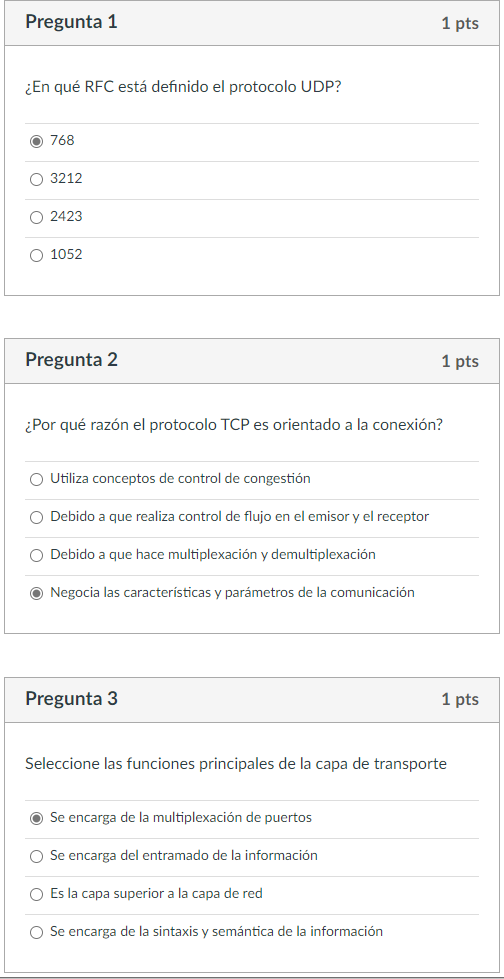 Pregunta 1
1 pts
¿En qué RFC está definido el protocolo UDP?
768
3212
2423
1052
Pregunta 2
1 pts
¿Por qué razón el protocolo TCP es orientado a la conexión?
Utiliza conceptos de control de congestión
Debido a que realiza control de flujo en el emisor y el receptor
Debido a que hace multiplexación y demultiplexación
Negocia las características y parámetros de la comunicación
Pregunta 3
1 pts
Seleccione las funciones principales de la capa de transporte
Se encarga de la multiplexación de puertos
Se encarga del entramado de la información
Es la capa superior a la capa de red
Se encarga de la sintaxis y semántica de la información